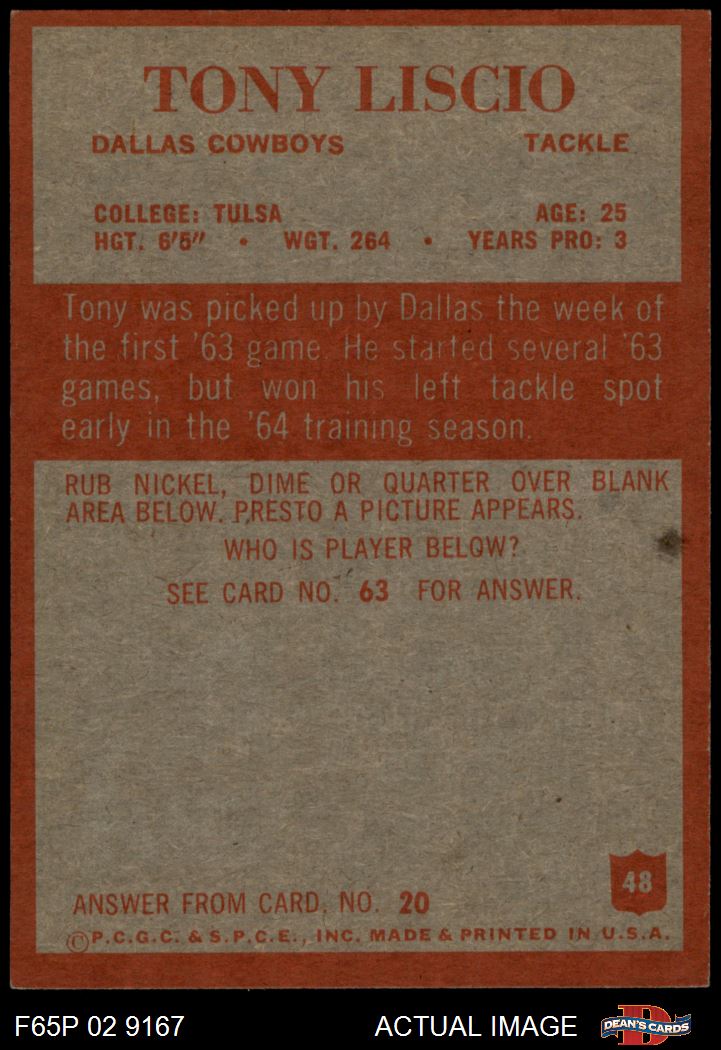 TONY LISCIO
DALLAS COWBOYS TACKLE
COLLEGE: TULSA AGE: 25
HGT. 6'5" • WGT. 264 • YEARS PRO: 3
Tony was picked up by Dallas the week of
the first '63 game. He started several '63
games, but won his left tackle spot
early in the '64 training season.
RUB NICKEL, DIME OR QUARTER OVER BLANK
AREA BELOW. PRESTO A PICTURE APPEARS.
WHO IS PLAYER BELOW?
SEE CARD NO. 63 FOR ANSWER.
48
ANSWER FROM CARD. NO. 20
©P.C.G.C. & S.P.C.E., INC. MADE & PRINTED IN U.S.A.
F65P 02 9167 ACTUAL IMAGE D DEAN'S CARDS